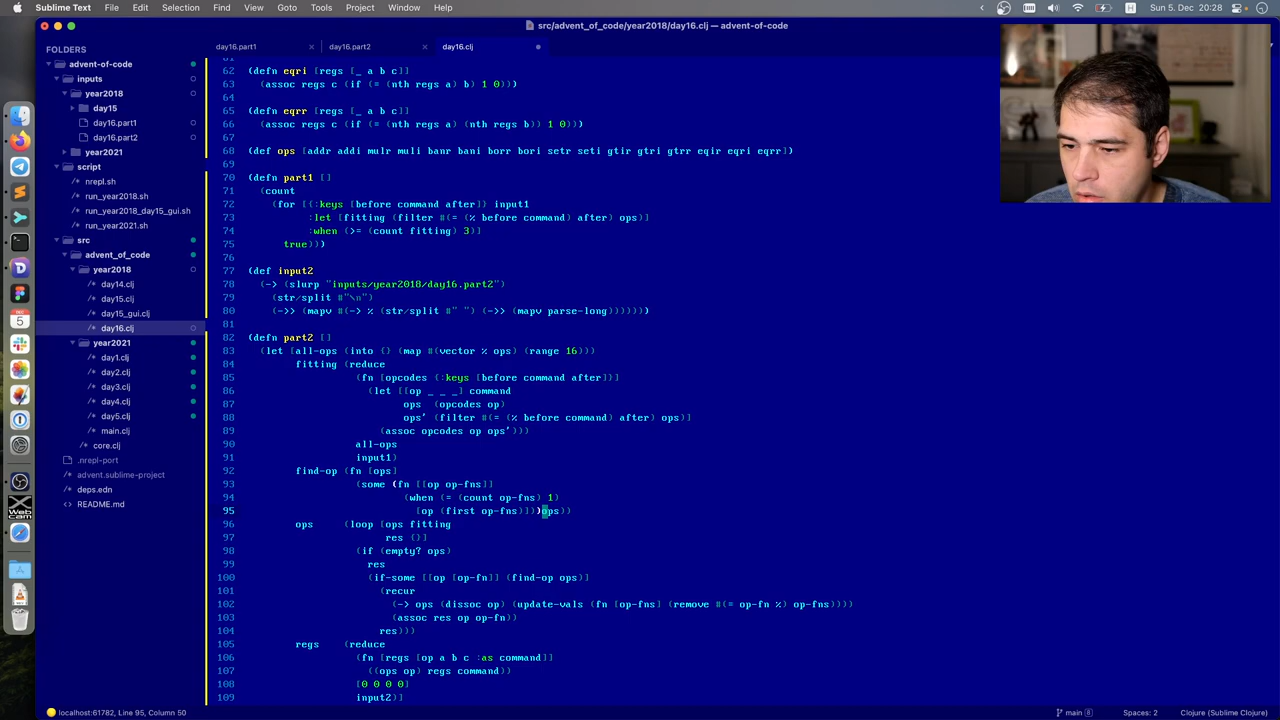 Sublime Text File Edit Selection Find View Goto Tools Project Window Help
Sun 5. Dec 20:28
src/advent_of_code/year2018/day16.clj — advent-of-code
FOLDERS
advent-of-code
inputs
year2018
day15
day16.part1
day16.part2
year2021
script
nrepl.sh
run_year2018.sh
run_year2018_day15_gui.sh
run_year2021.sh
src
advent_of_code
year2018
day14.clj
day15.clj
day15_gui.clj
day16.clj
year2021
day1.clj
day2.clj
day3.clj
day4.clj
day5.clj
main.clj
core.clj
.nrepl-port
advent.sublime-project
deps.edn
README.md
day16.part1
day16.part2
day16.clj
61
62 (defn eqri [regs [_ a b c]]
63 (assoc regs c (if (= (nth regs a) b) 1 0)))
64
65 (defn eqrr [regs [_ a b c]]
66 (assoc regs c (if (= (nth regs a) (nth regs b)) 1 0)))
67
68 (def ops [addr addi mulr muli banr bani borr bori setr seti gtir gtri gtrr eqir eqri eqrr])
69
70 (defn part1 []
71 (count
72 (for [{:keys [before command after]} input1
73 :let [fitting (filter #(= (% before command) after) ops)]
74 :when (>= (count fitting) 3)]
75 true)))
76
77 (def input2
78 (-> (slurp "inputs/year2018/day16.part2")
79 (str/split #"\n")
80 (->> (mapv #(-> % (str/split #" ") (->> (mapv parse-long))))))
81
82 (defn part2 []
83 (let [all-ops (into {} (map #(vector % ops) (range 16)))
84 fitting (reduce
85 (fn [opcodes {:keys [before command after]}]
86 (let [[op _ _ _] command
87 ops (opcodes op)
88 ops' (filter #(= (% before command) after) ops)]
89 (assoc opcodes op ops')))
90 all-ops
91 input1)
92 find-op (fn [ops]
93 (some (fn [[op op-fns]]
94 (when (= (count op-fns) 1)
95 [op (first op-fns)]))ops))
96 ops (loop [ops fitting
97 res {}]
98 (if (empty? ops)
99 res
100 (if-some [[op [op-fn]] (find-op ops)]
101 (recur
102 (-> ops (dissoc op) (update-vals (fn [op-fns] (remove #(= op-fn %) op-fns))))
103 (assoc res op op-fn))
104 res)))
105 regs (reduce
106 (fn [regs [op a b c :as command]]
107 ((ops op) regs command))
108 [0 0 0 0]
109 input2)]
localhost:61782, Line 95, Column 50
main 8
Spaces: 2
Clojure (Sublime Clojure)